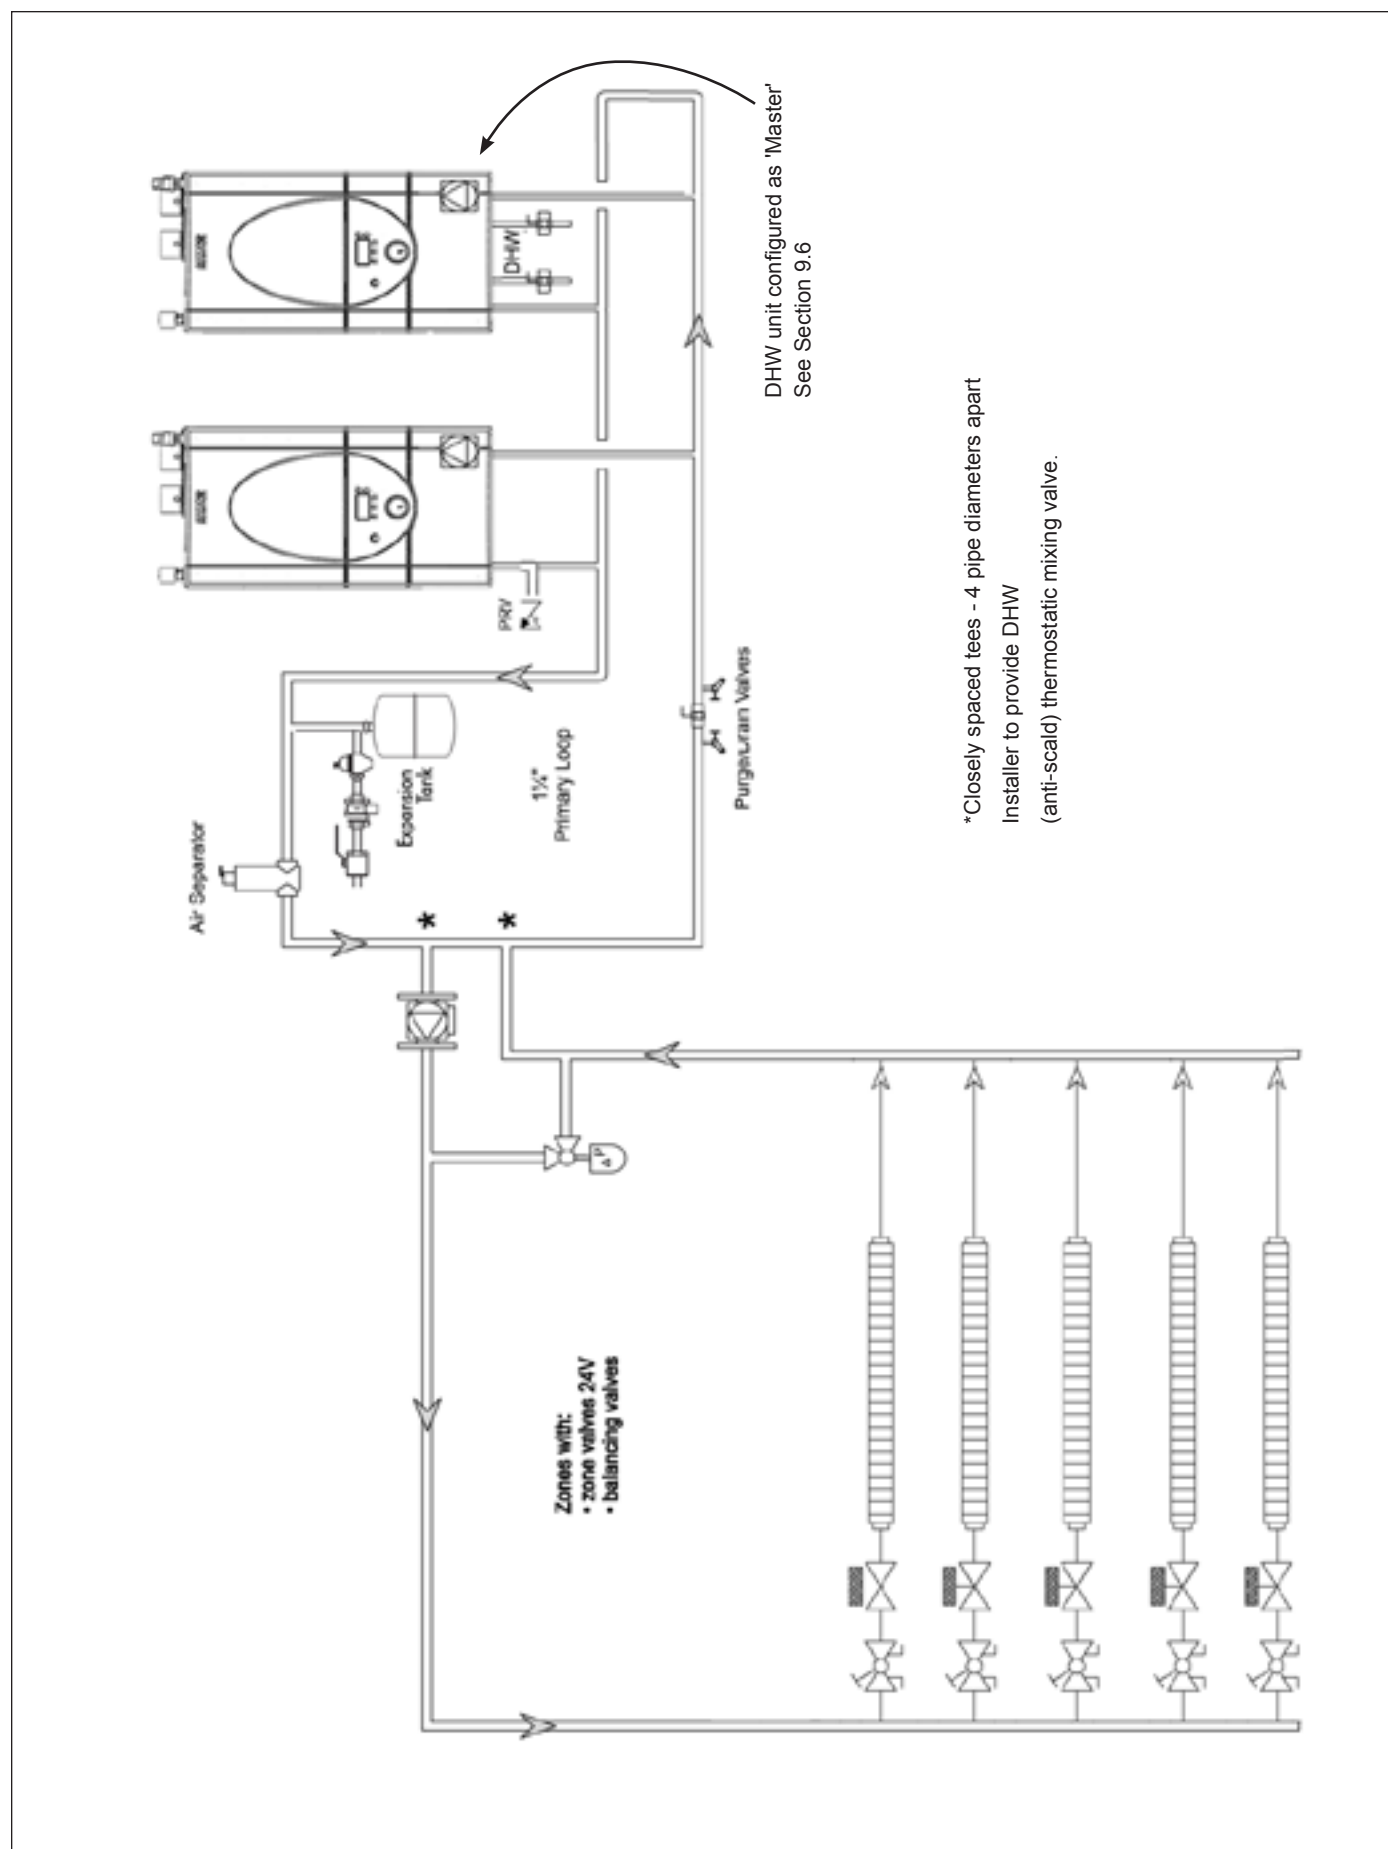 DHW unit configured as 'Master'
See Section 9.6
DHW
PRV
Air Separator
Expansion
Tank
1¼"
Primary Loop
Purge/Drain Valves
*
*
*Closely spaced tees - 4 pipe diameters apart
Installer to provide DHW
(anti-scald) thermostatic mixing valve.
Zones with:
• zone valves 24V
• balancing valves
Δ P